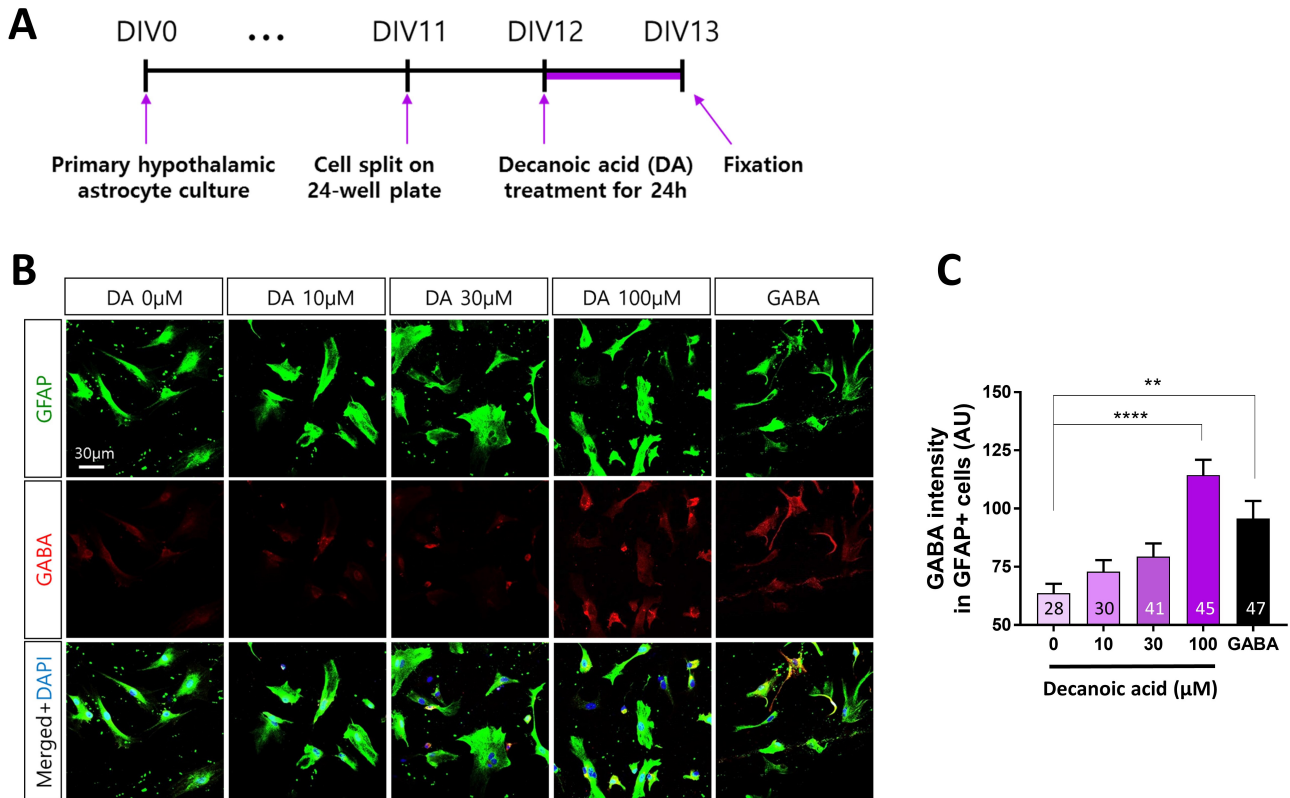 A
DIV0 ... DIV11 DIV12 DIV13
Primary hypothalamic
astrocyte culture
Cell split on
24-well plate
Decanoic acid (DA)
treatment for 24h
Fixation
B
DA 0μM DA 10μM DA 30μM DA 100μM GABA
GFAP
30μm
GABA
Merged+DAPI
C
GABA intensity
in GFAP+ cells (AU)
150
125
100
75
50
**
****
28 30 41 45 47
0 10 30 100 GABA
Decanoic acid (μM)